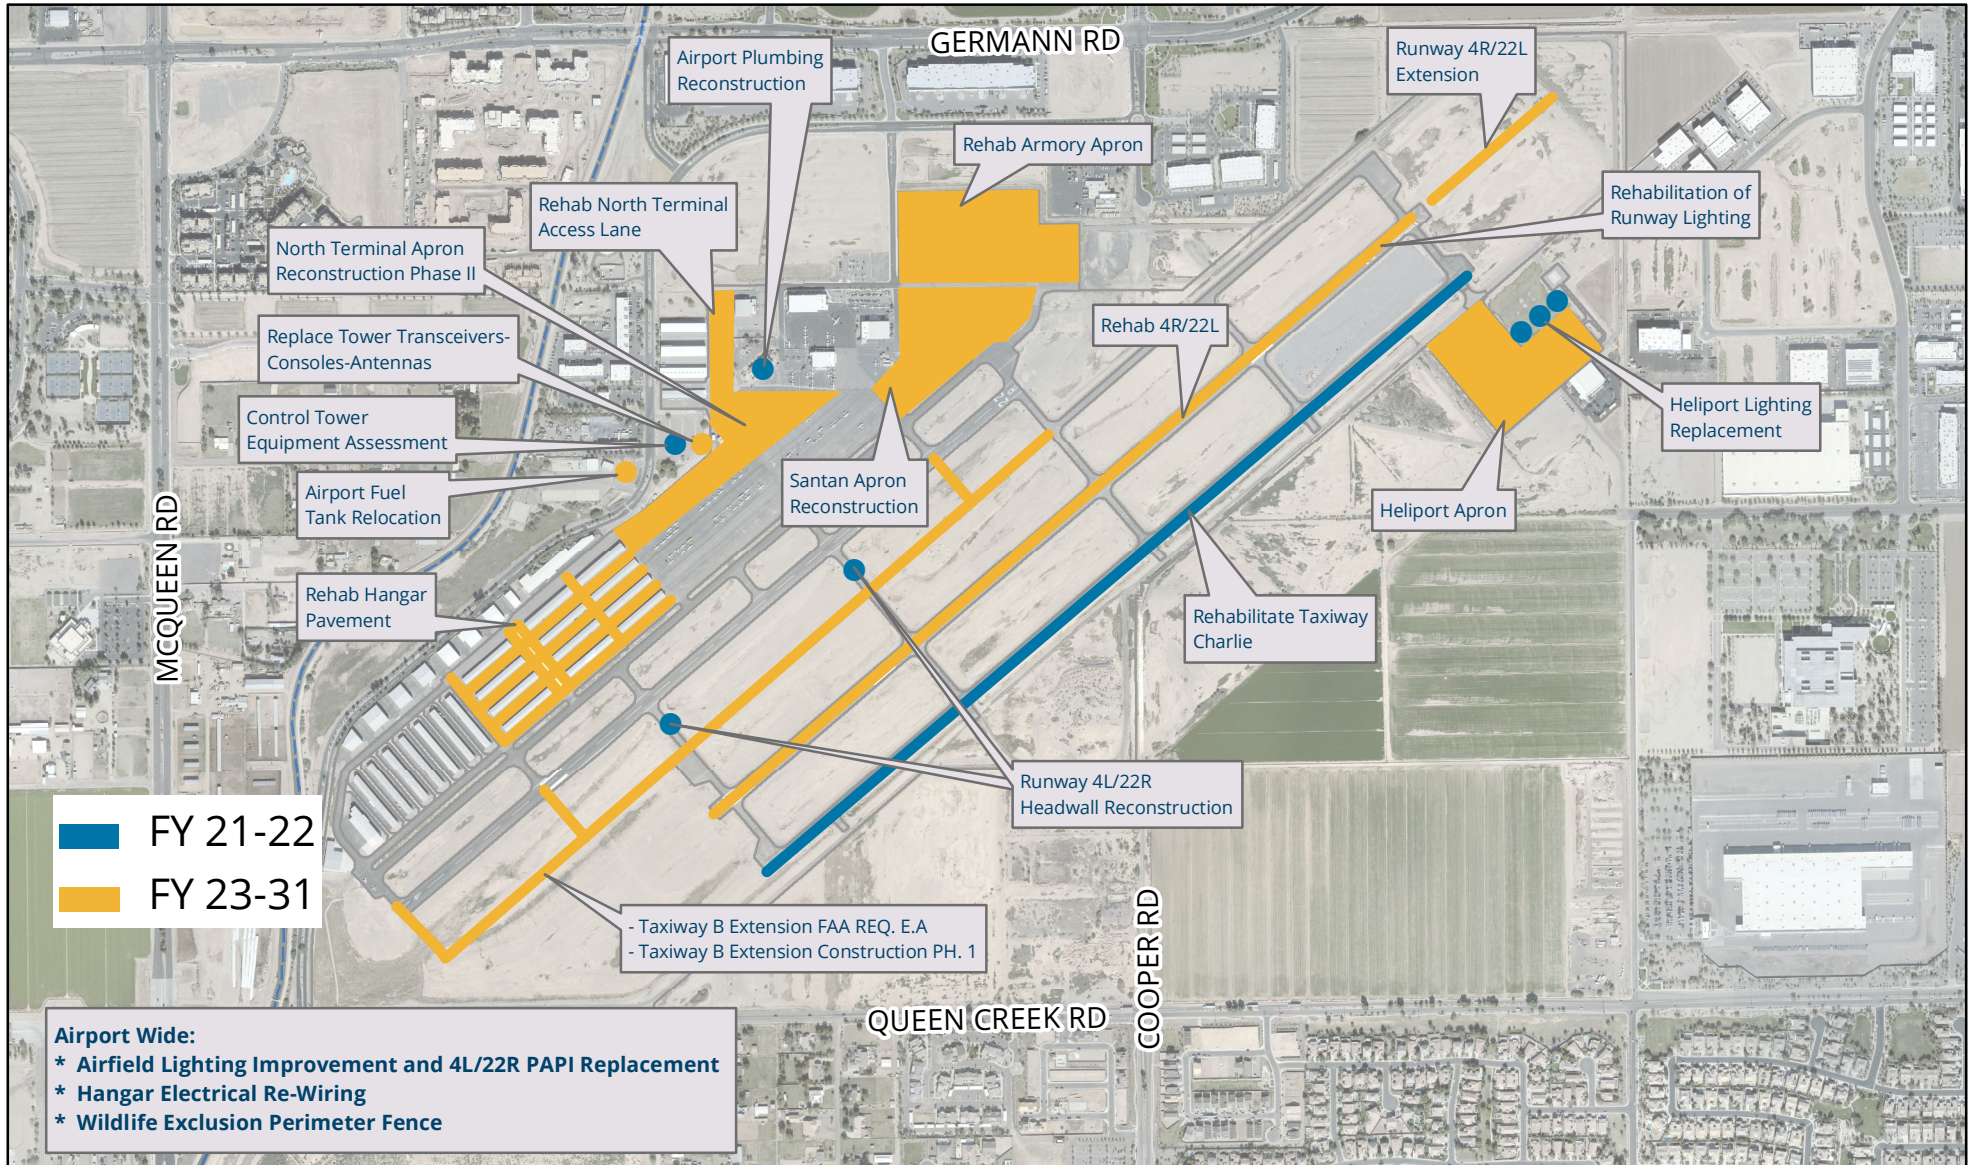 GERMANN RD
Runway 4R/22L
Extension
Airport Plumbing
Reconstruction
Rehab Armory Apron
Rehabilitation of
Runway Lighting
Rehab North Terminal
Access Lane
North Terminal Apron
Reconstruction Phase II
Replace Tower Transceivers-
Consoles-Antennas
Rehab 4R/22L
Control Tower
Equipment Assessment
Heliport Lighting
Replacement
Airport Fuel
Tank Relocation
Santan Apron
Reconstruction
Heliport Apron
MCQUEEN RD
Rehab Hangar
Pavement
Rehabilitate Taxiway
Charlie
Runway 4L/22R
Headwall Reconstruction
FY 21-22
FY 23-31
- Taxiway B Extension FAA REQ. E.A
- Taxiway B Extension Construction PH. 1
COOPER RD
QUEEN CREEK RD
Airport Wide:
* Airfield Lighting Improvement and 4L/22R PAPI Replacement
* Hangar Electrical Re-Wiring
* Wildlife Exclusion Perimeter Fence